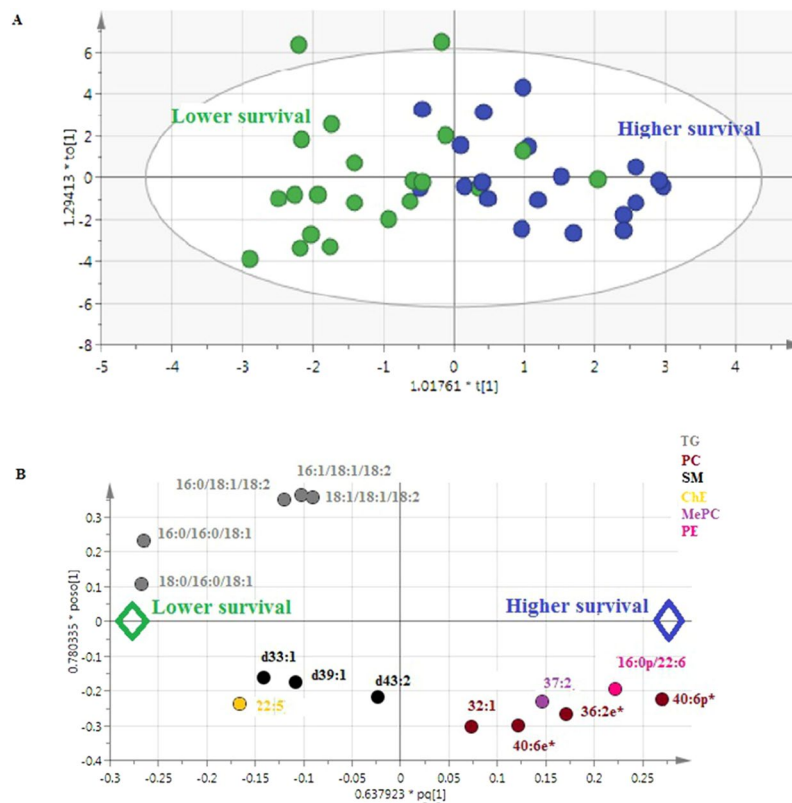 A
6
4
2
0
-2
-4
-6
-8
-5
-4
-3
-2
-1
0
1
2
3
4
1.29413 * to[1]
1.01761 * t[1]
Lower survival
Higher survival
TG
PC
SM
ChE
MePC
PE
B
16:1/18:1/18:2
16:0/18:1/18:2
18:1/18:1/18:2
16:0/16:0/18:1
18:0/16:0/18:1
Lower survival
Higher survival
d33:1
d39:1
d43:2
22:5
37:2
16:0p/22:6
32:1
36:2e*
40:6p*
40:6e*
0.3
0.2
0.1
0
-0.1
-0.2
-0.3
-0.4
-0.3
-0.25
-0.2
-0.15
-0.1
-0.05
0
0.05
0.1
0.15
0.2
0.25
0.780335 * poso[1]
0.637923 * pq[1]